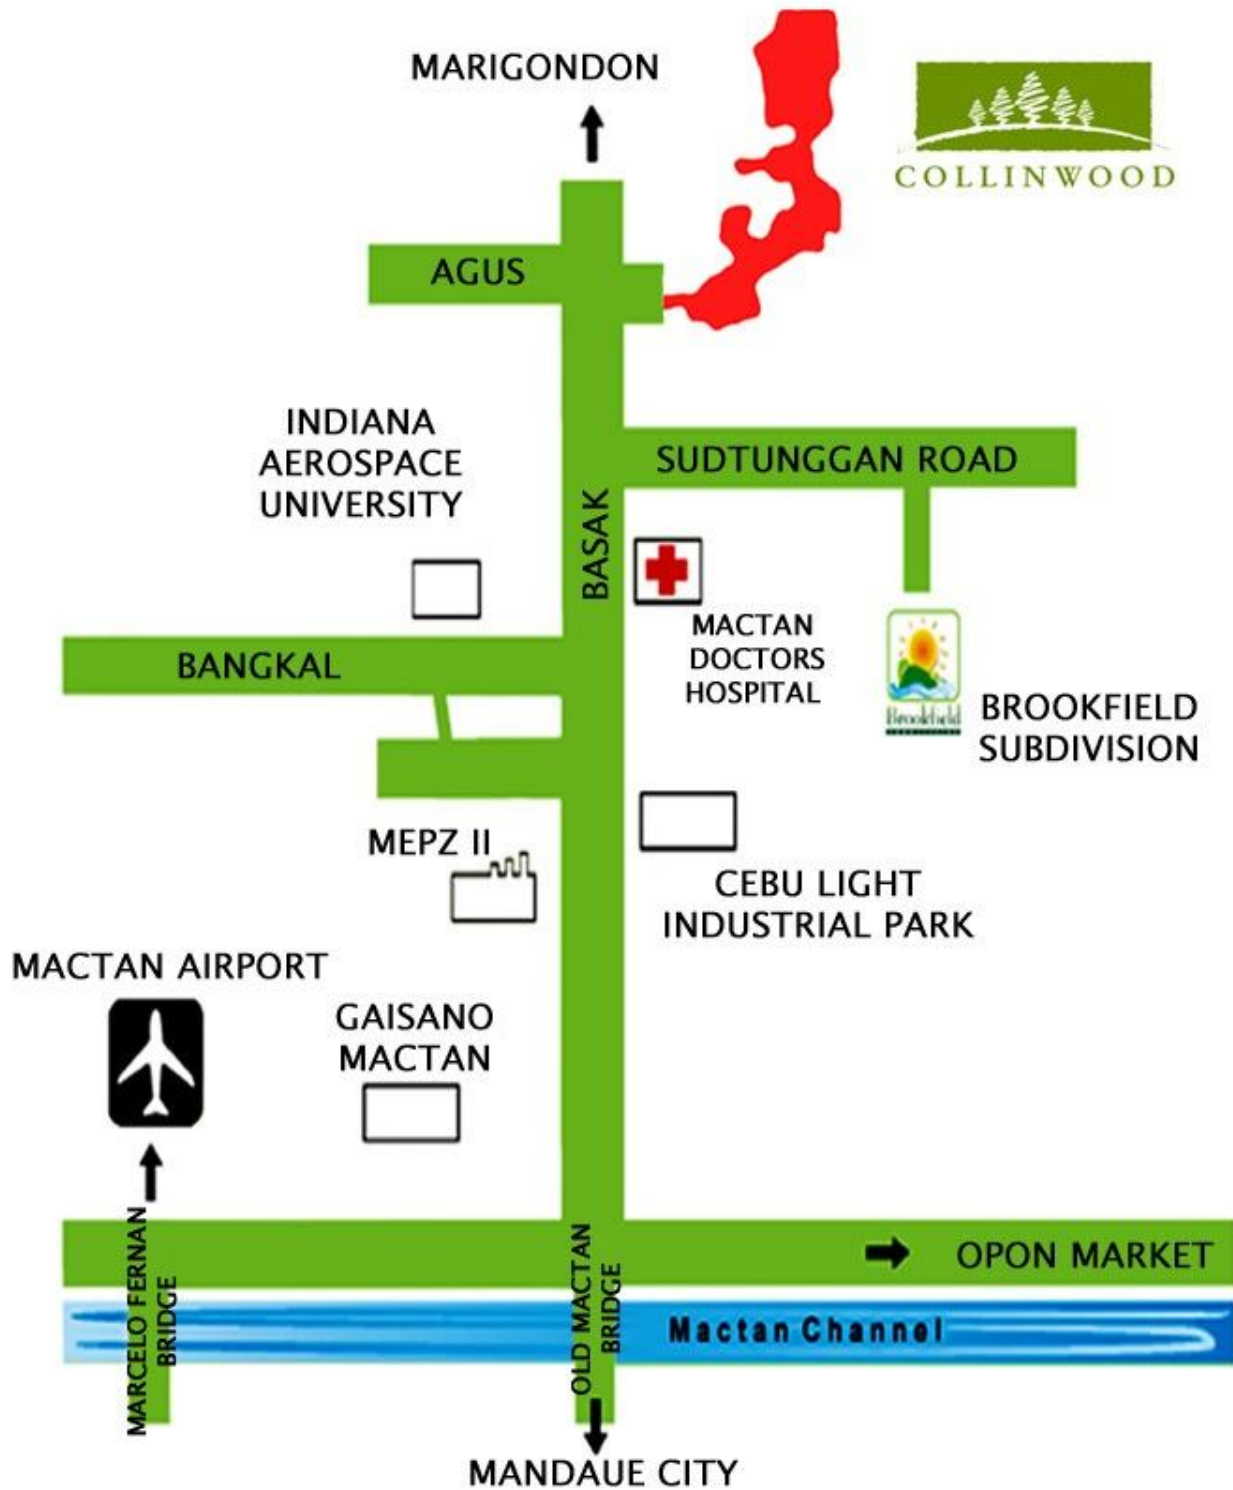 MARIGONDON
COLLINWOOD
AGUS
INDIANA
AEROSPACE
UNIVERSITY
SUDTUNGGAN ROAD
BASAK
MACTAN
DOCTORS
HOSPITAL
BANGKAL
Brookfield
BROOKFIELD
SUBDIVISION
MEPZ II
CEBU LIGHT
INDUSTRIAL PARK
MACTAN AIRPORT
GAISANO
MACTAN
MARCELO FERNAN
BRIDGE
OLD MACTAN
BRIDGE
OPON MARKET
Mactan Channel
MANDAUE CITY